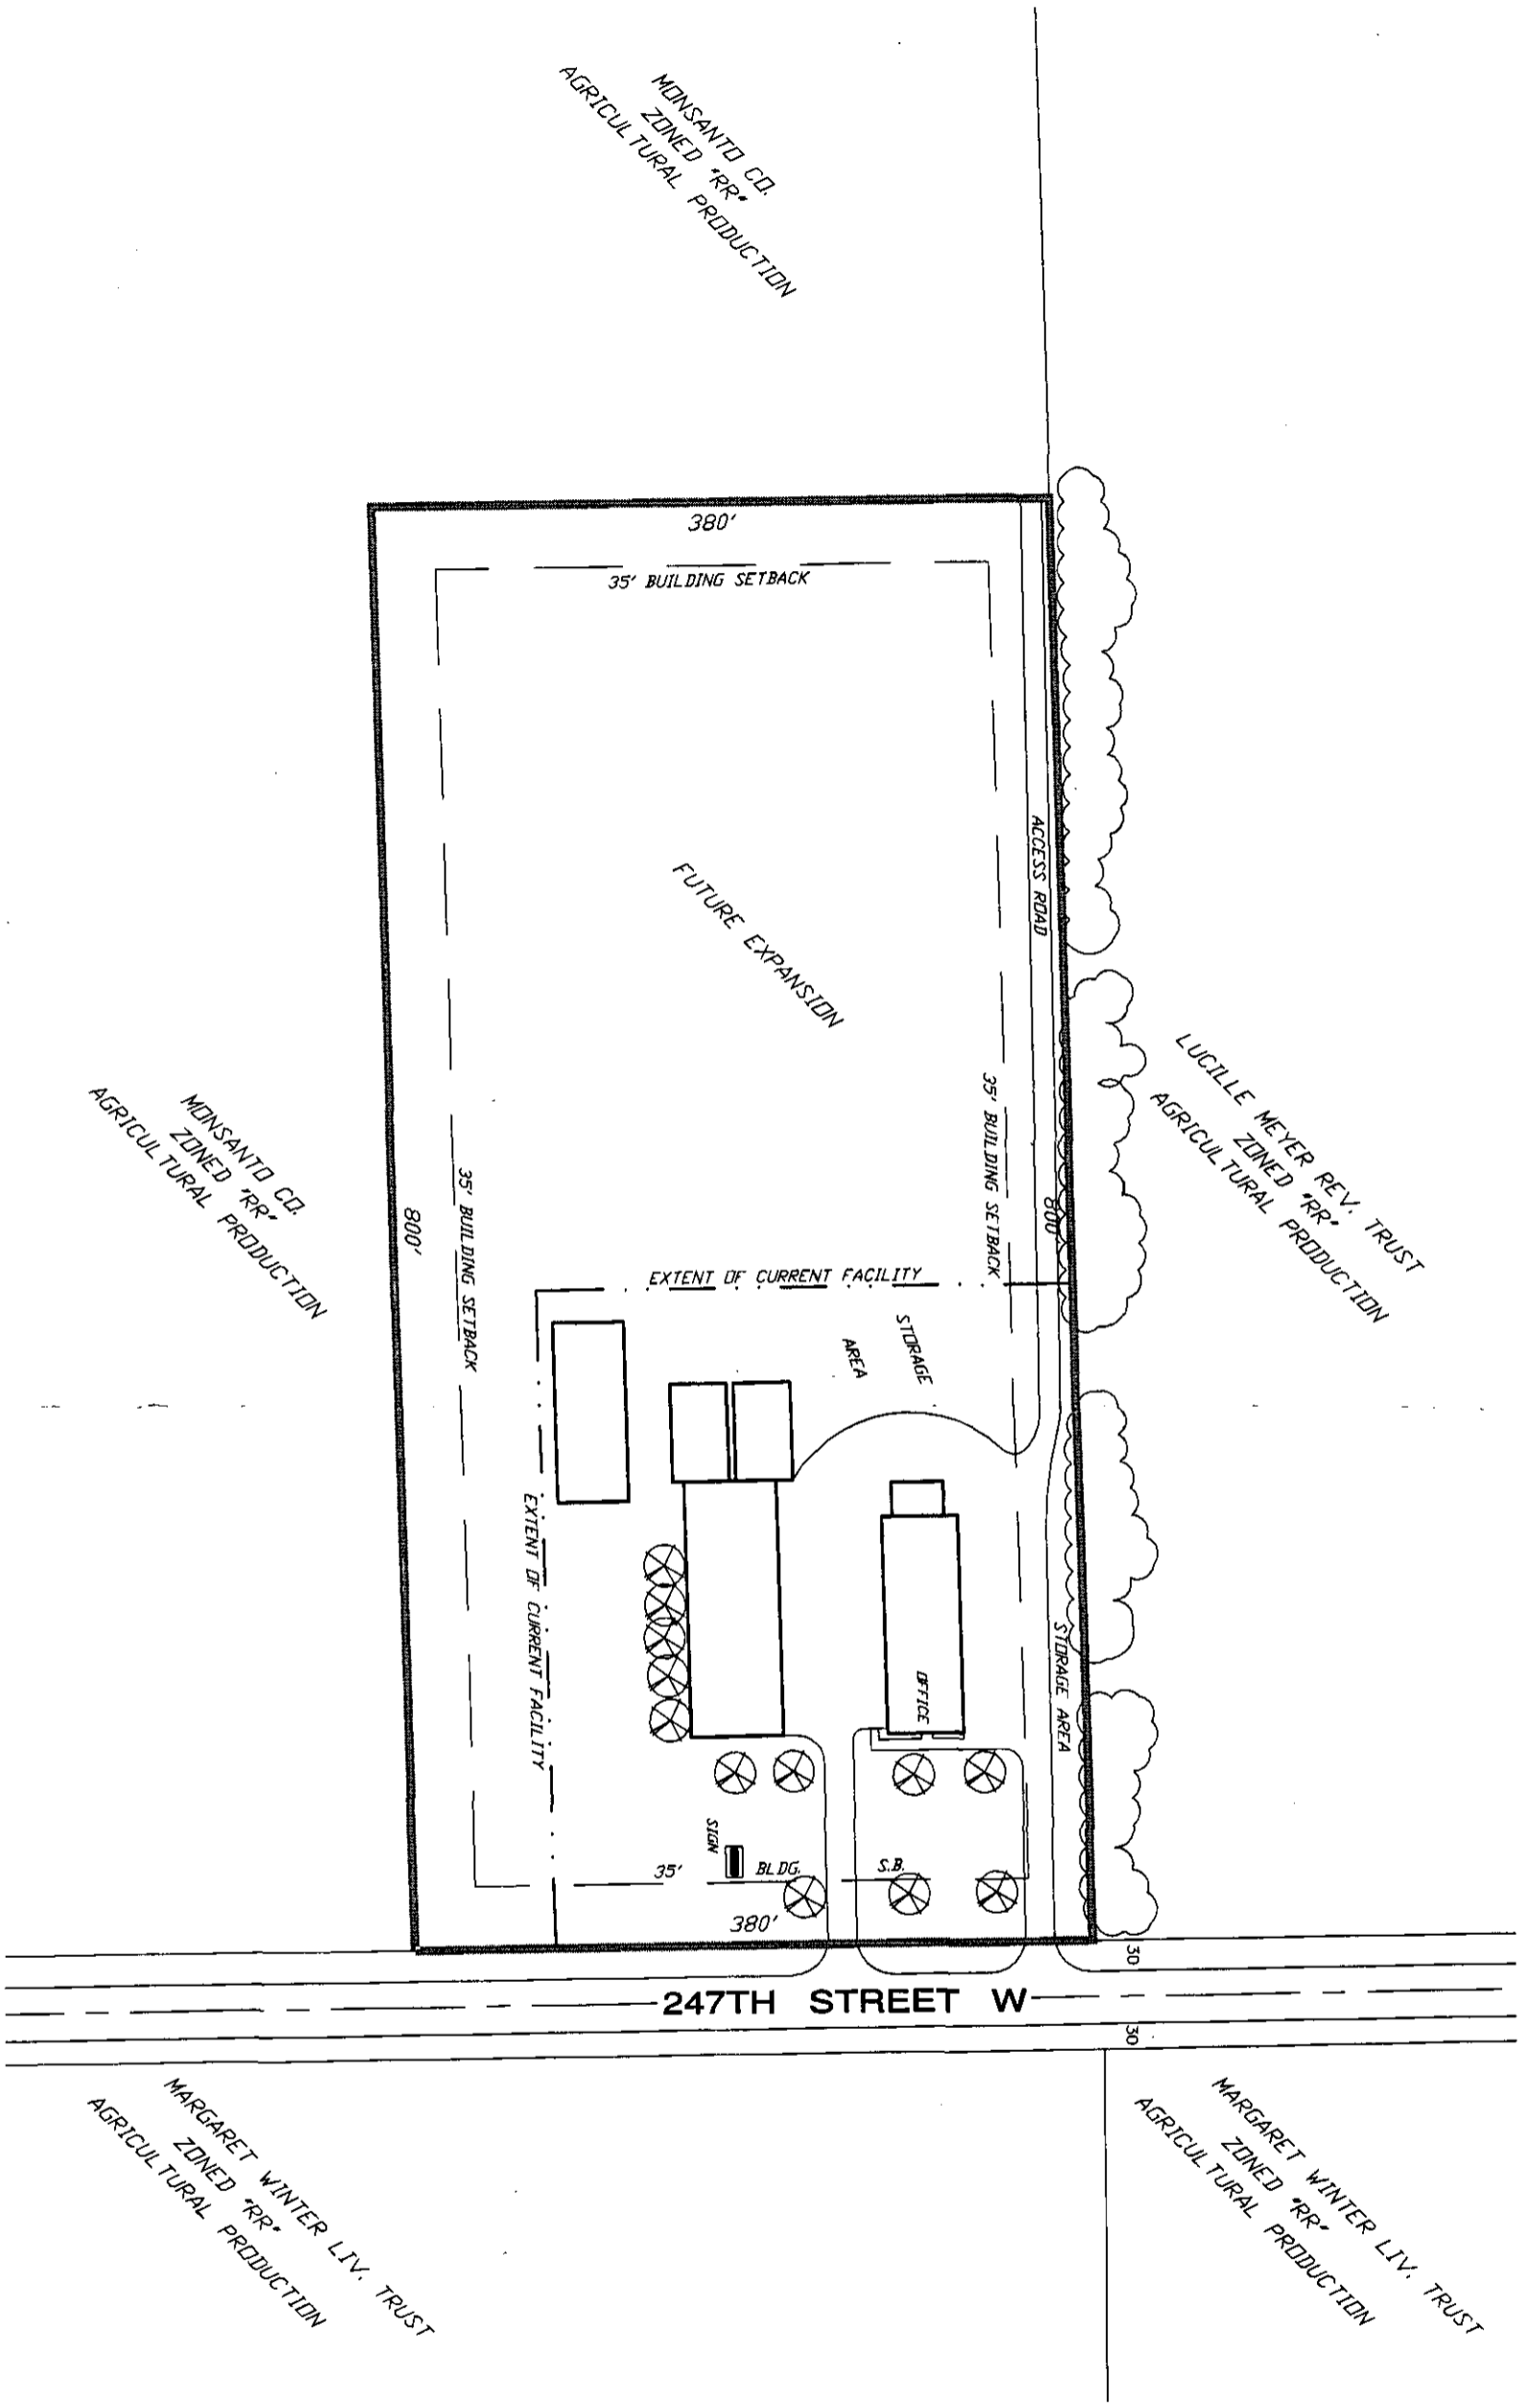 MONSANTO CO.
ZONED "RR"
AGRICULTURAL PRODUCTION
380'
35' BUILDING SETBACK
ACCESS ROAD
FUTURE EXPANSION
LUCILLE MEYER REV. TRUST
ZONED "RR"
AGRICULTURAL PRODUCTION
35' BUILDING SETBACK
MONSANTO CO.
ZONED "RR"
AGRICULTURAL PRODUCTION
800'
35' BUILDING SETBACK
800'
EXTENT OF CURRENT FACILITY
STORAGE
AREA
EXTENT OF CURRENT FACILITY
OFFICE
STORAGE AREA
SIGN
35' BLDG. S.B.
380'
30
247TH STREET W
30
MARGARET WINTER LIV. TRUST
ZONED "RR"
AGRICULTURAL PRODUCTION
MARGARET WINTER LIV. TRUST
ZONED "RR"
AGRICULTURAL PRODUCTION